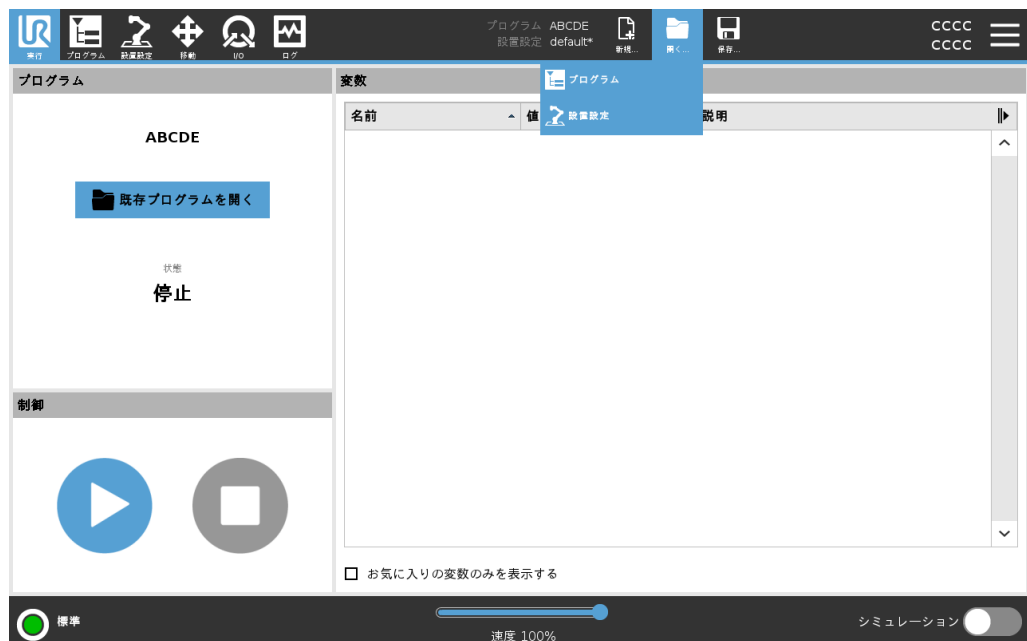 UR
実行
プログラム
設置設定
移動
I/O
ログ
プログラム ABCDE
設置設定 default*
新規...
開く...
保存...
CCCC
CCCC
プログラム
設置設定
プログラム
変数
名前
値
説明
ABCDE
既存プログラムを開く
状態
停止
制御
お気に入りの変数のみを表示する
標準
速度 100%
シミュレーション